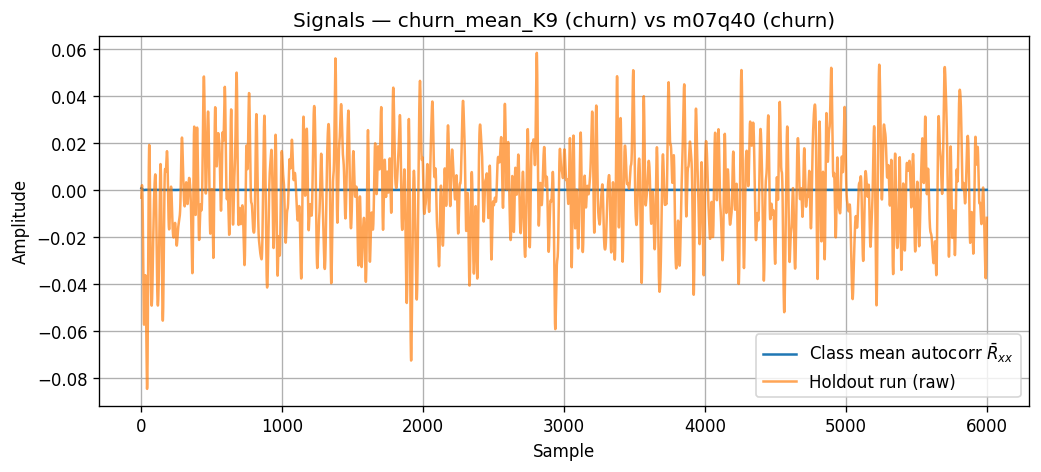 Signals — churn_mean_K9 (churn) vs m07q40 (churn)
Amplitude
0.06
0.04
0.02
0.00
−0.02
−0.04
−0.06
−0.08
Class mean autocorr R̄xx
Holdout run (raw)
0 1000 2000 3000 4000 5000 6000
Sample